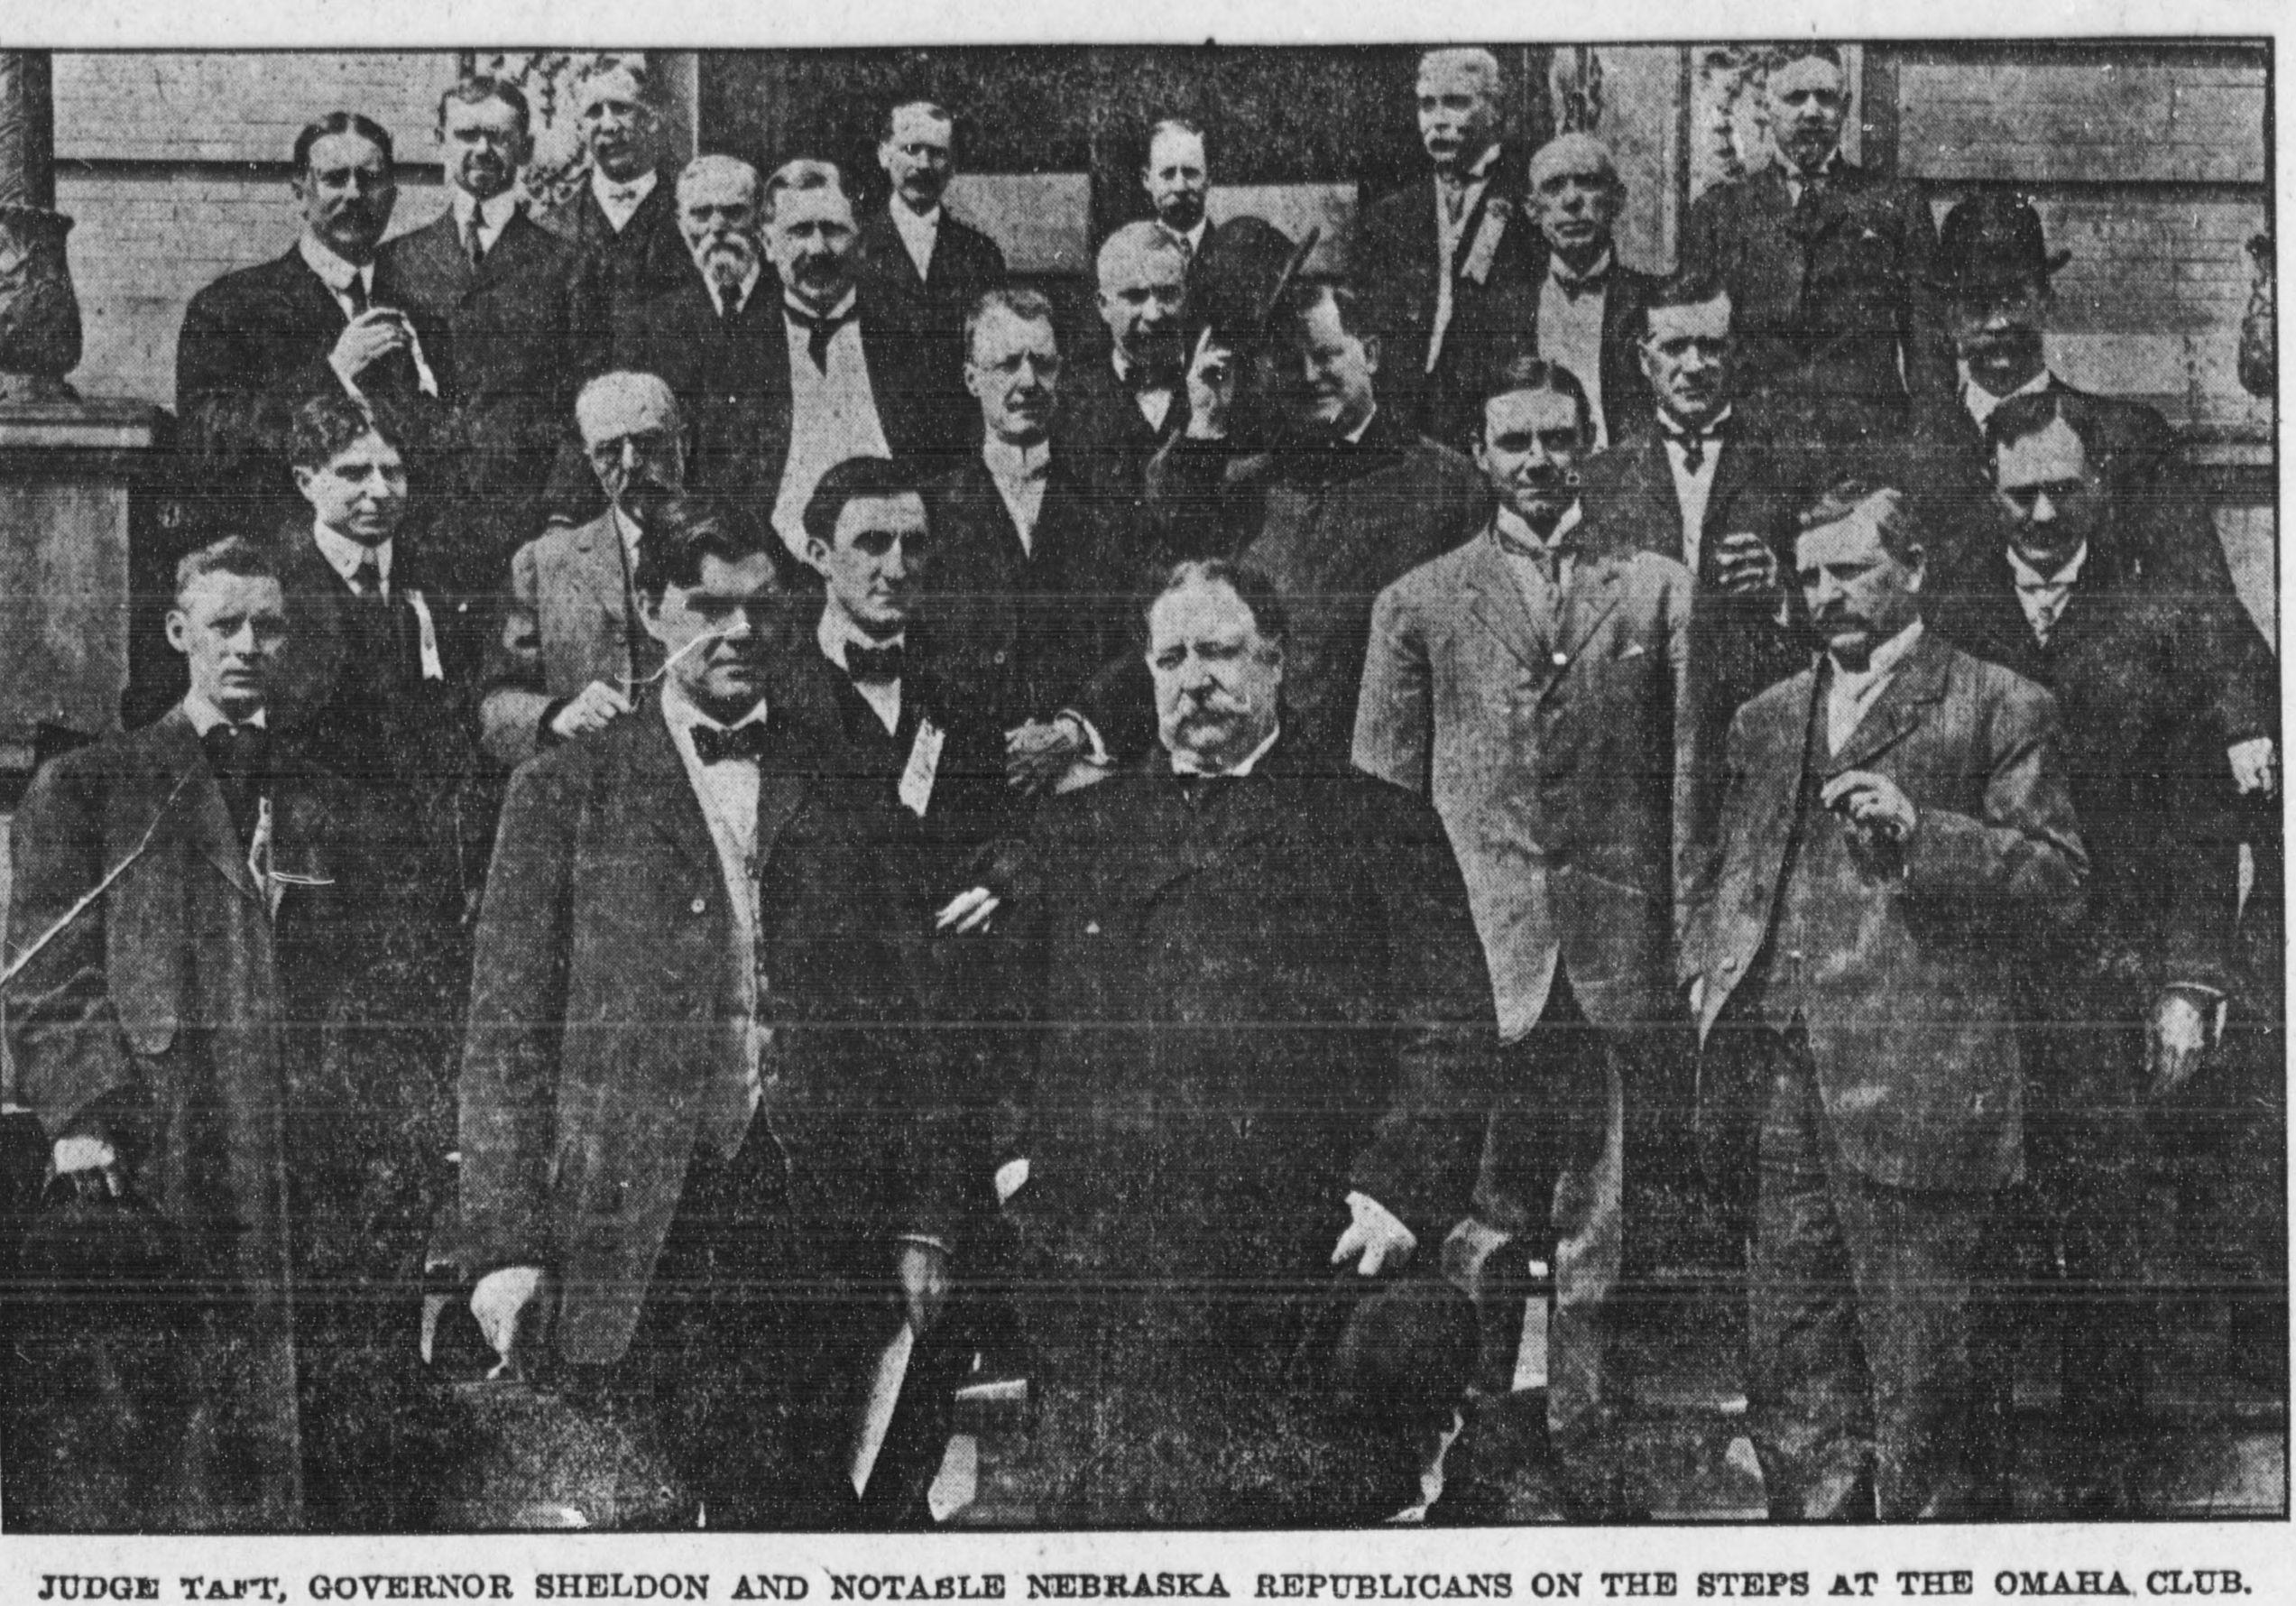 JUDGE TAFT, GOVERNOR SHELDON AND NOTABLE NEBRASKA REPUBLICANS ON THE STEPS AT THE OMAHA CLUB.